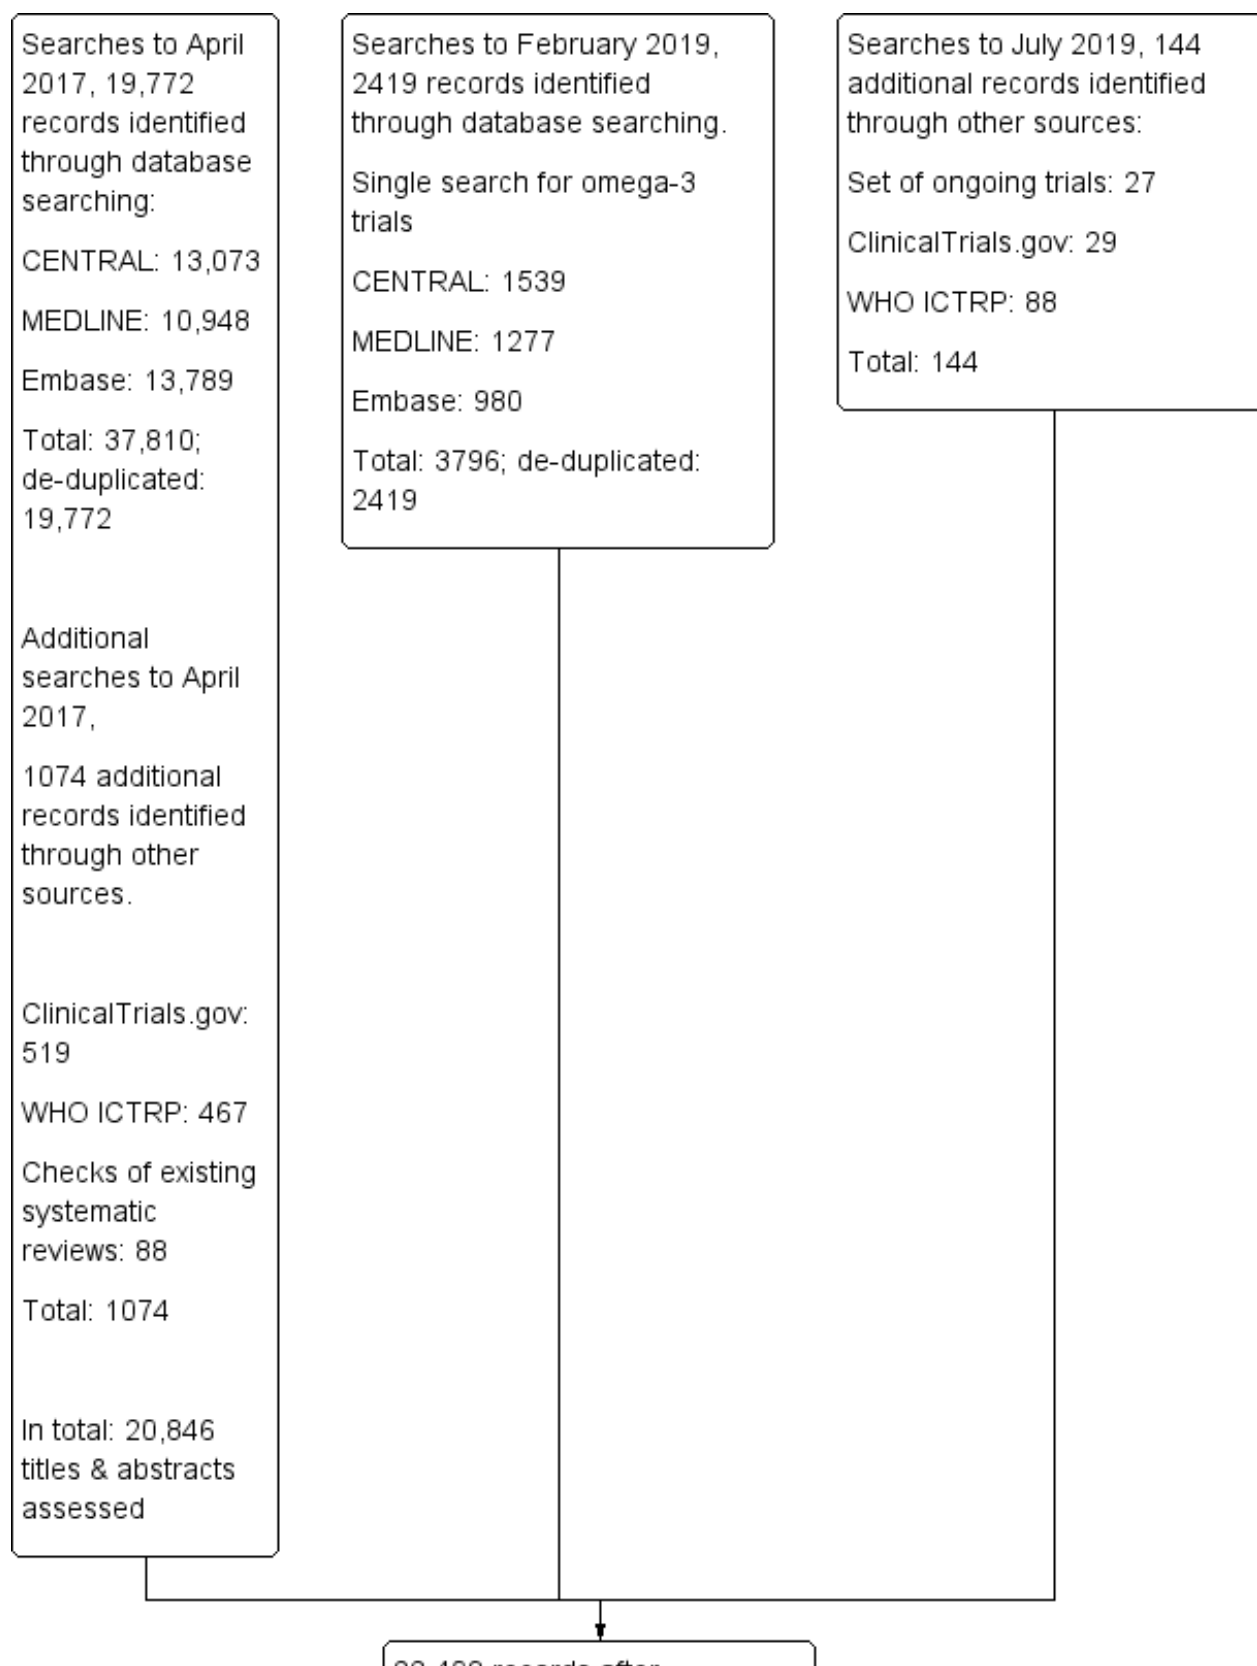 Searches to April
2017, 19,772
records identified
through database
searching:
CENTRAL: 13,073
MEDLINE: 10,948
Embase: 13,789
Total: 37,810;
de-duplicated:
19,772
Additional
searches to April
2017,
1074 additional
records identified
through other
sources.
ClinicalTrials.gov:
519
WHO ICTRP: 467
Checks of existing
systematic
reviews: 88
Total: 1074
In total: 20,846
titles & abstracts
assessed
Searches to February 2019,
2419 records identified
through database searching.
Single search for omega-3
trials
CENTRAL: 1539
MEDLINE: 1277
Embase: 980
Total: 3796; de-duplicated:
2419
Searches to July 2019, 144
additional records identified
through other sources:
Set of ongoing trials: 27
ClinicalTrials.gov: 29
WHO ICTRP: 88
Total: 144
records after